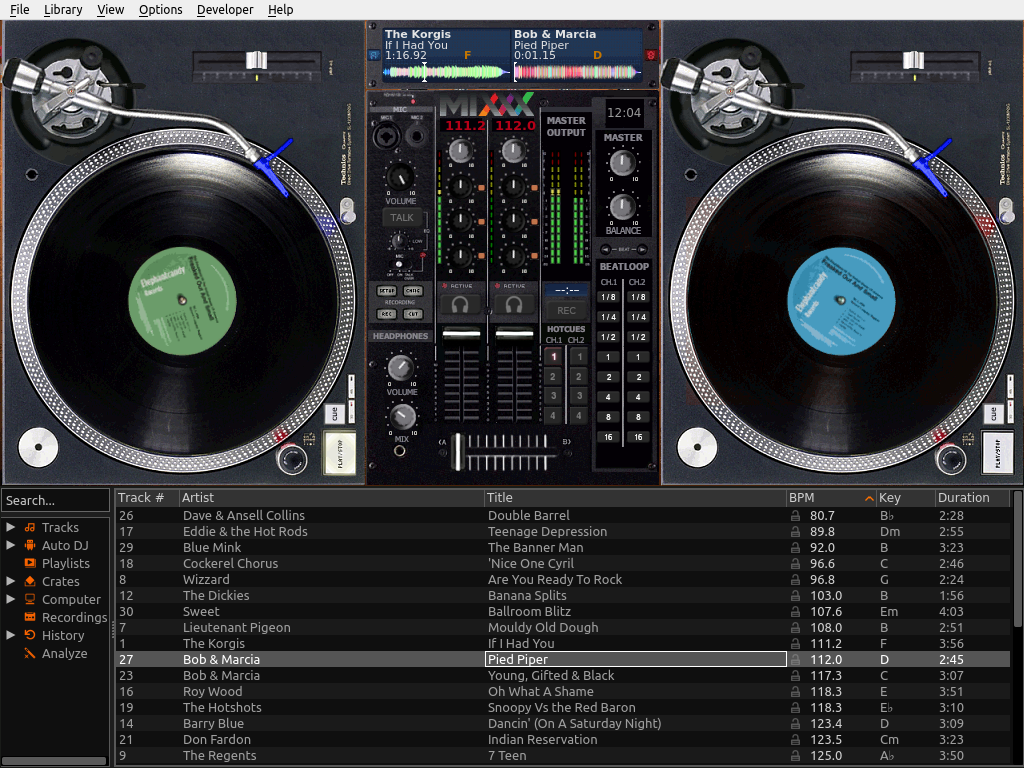 File Library View Options Developer Help
The Korgis
If I Had You
1:16.92 F
Bob & Marcia
Pied Piper
0:01.15 D
MIXXX
MIC
MIC 1 MIC 2
VOLUME
TALK
LOW
MIC
SETUP
RECORDING
REC CUT
HEADPHONES
VOLUME
MIX
111.2 112.0
ACTIVE ACTIVE
MASTER
OUTPUT
--:--
REC
HOTCUES
CH.1 CH.2
1 1
2 2
3 3
4 4
(A B)
12:04
MASTER
BALANCE
BEAT
BEATLOOP
CH.1 CH.2
1/8 1/8
1/4 1/4
1/2 1/2
1 1
2 2
4 4
8 8
16 16
Technics
Elephantcandy
Records
CUE
PLAY/STOP
Technics
Elephantcandy
Records
CUE
PLAY/STOP
Search...
Tracks
Auto DJ
Playlists
Crates
Computer
Recordings
History
Analyze
Track # Artist Title BPM Key Duration
26 Dave & Ansell Collins Double Barrel 80.7 B♭ 2:28
17 Eddie & the Hot Rods Teenage Depression 89.8 Dm 2:55
29 Blue Mink The Banner Man 92.0 B 3:23
18 Cockerel Chorus 'Nice One Cyril 96.6 C 2:46
8 Wizzard Are You Ready To Rock 96.8 G 2:24
12 The Dickies Banana Splits 103.0 B 1:56
30 Sweet Ballroom Blitz 107.6 Em 4:03
7 Lieutenant Pigeon Mouldy Old Dough 108.0 B 2:51
1 The Korgis If I Had You 111.2 F 3:56
27 Bob & Marcia Pied Piper 112.0 D 2:45
23 Bob & Marcia Young, Gifted & Black 117.3 C 3:07
16 Roy Wood Oh What A Shame 118.3 E 3:51
19 The Hotshots Snoopy Vs the Red Baron 118.3 E♭ 3:10
14 Barry Blue Dancin' (On A Saturday Night) 123.4 D 3:09
21 Don Fardon Indian Reservation 123.5 Cm 3:23
9 The Regents 7 Teen 125.0 A♭ 3:50